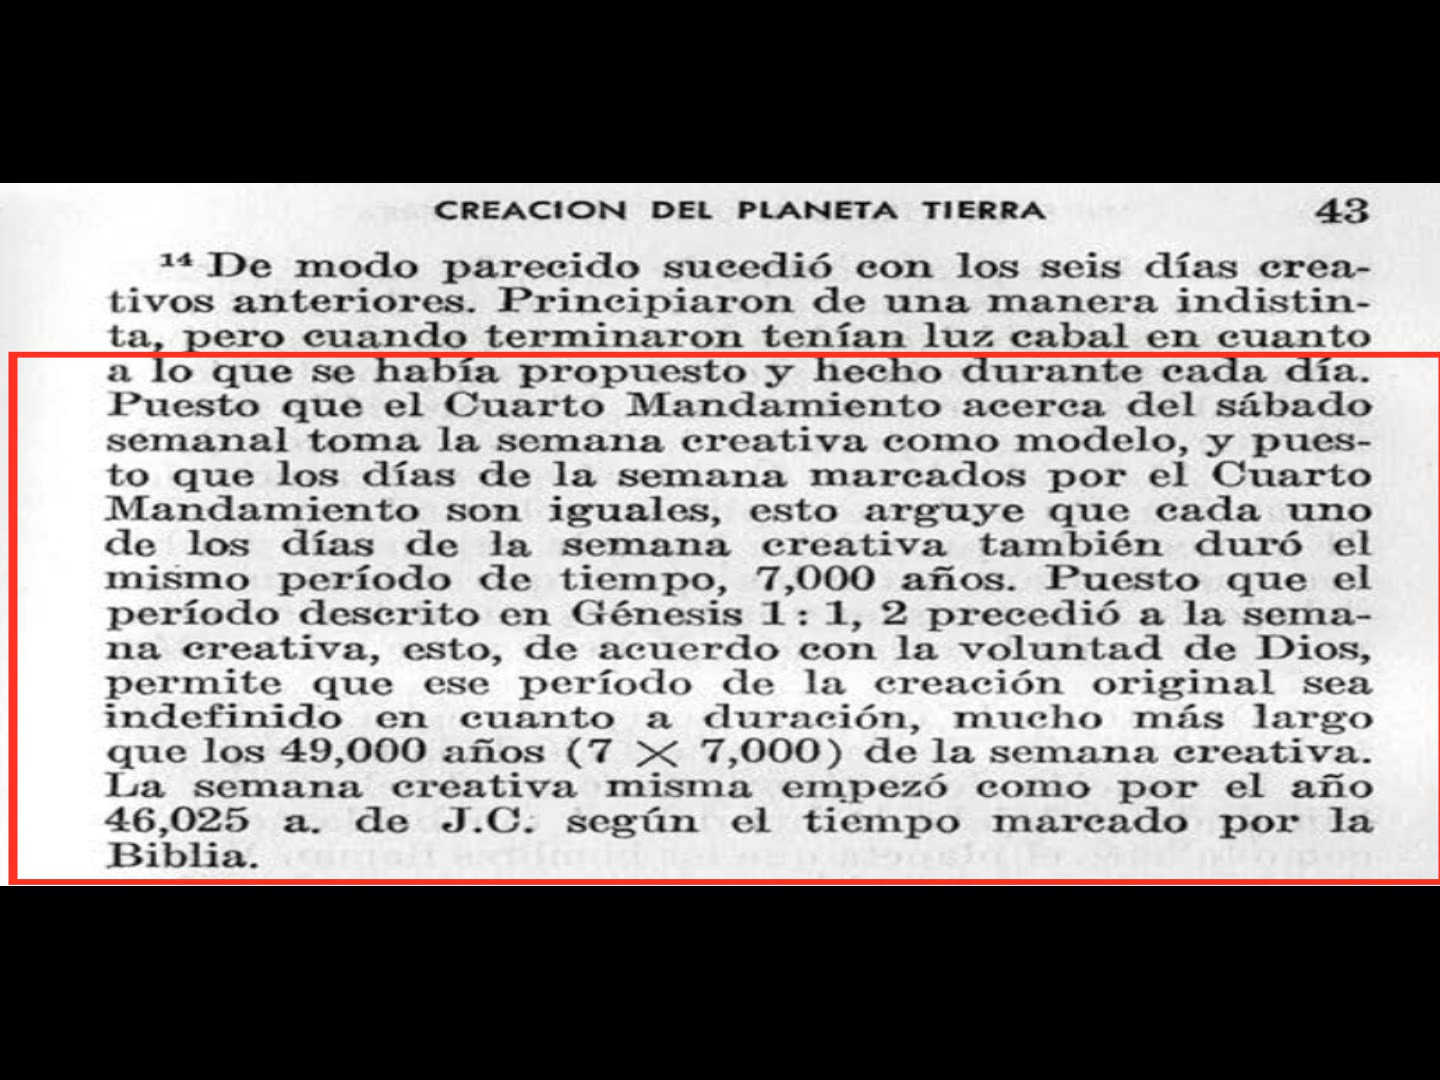 CREACION DEL PLANETA TIERRA 43
¹⁴ De modo parecido sucedió con los seis días crea-
tivos anteriores. Principiaron de una manera indistin-
ta, pero cuando terminaron tenían luz cabal en cuanto
a lo que se había propuesto y hecho durante cada día.
Puesto que el Cuarto Mandamiento acerca del sábado
semanal toma la semana creativa como modelo, y pues-
to que los días de la semana marcados por el Cuarto
Mandamiento son iguales, esto arguye que cada uno
de los días de la semana creativa también duró el
mismo período de tiempo, 7,000 años. Puesto que el
período descrito en Génesis 1 : 1, 2 precedió a la sema-
na creativa, esto, de acuerdo con la voluntad de Dios,
permite que ese período de la creación original sea
indefinido en cuanto a duración, mucho más largo
que los 49,000 años (7 × 7,000) de la semana creativa.
La semana creativa misma empezó como por el año
46,025 a. de J.C. según el tiempo marcado por la
Biblia.